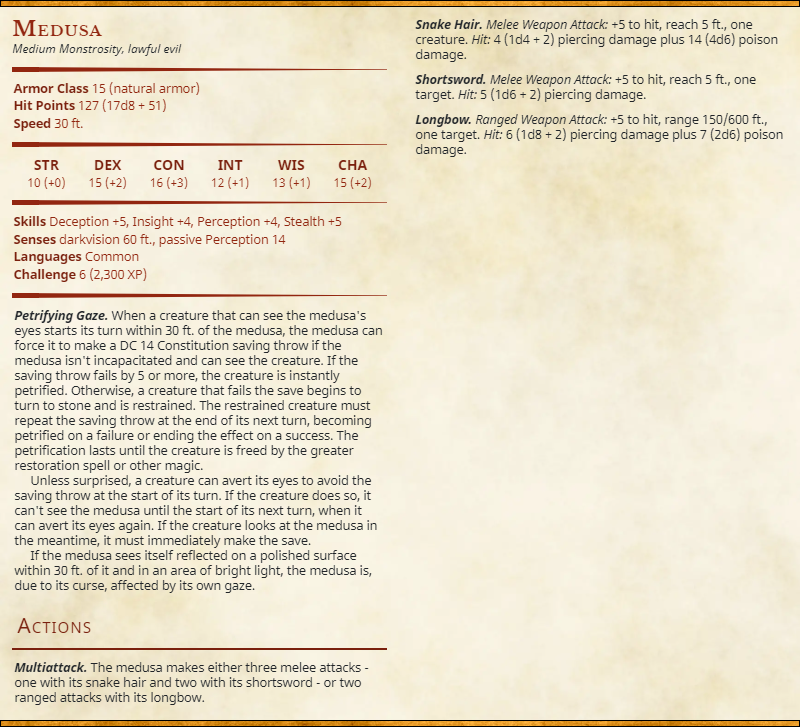 Medusa
Medium Monstrosity, lawful evil
Armor Class 15 (natural armor)
Hit Points 127 (17d8 + 51)
Speed 30 ft.
STR DEX CON INT WIS CHA
10 (+0) 15 (+2) 16 (+3) 12 (+1) 13 (+1) 15 (+2)
Skills Deception +5, Insight +4, Perception +4, Stealth +5
Senses darkvision 60 ft., passive Perception 14
Languages Common
Challenge 6 (2,300 XP)
Petrifying Gaze. When a creature that can see the medusa's
eyes starts its turn within 30 ft. of the medusa, the medusa can
force it to make a DC 14 Constitution saving throw if the
medusa isn't incapacitated and can see the creature. If the
saving throw fails by 5 or more, the creature is instantly
petrified. Otherwise, a creature that fails the save begins to
turn to stone and is restrained. The restrained creature must
repeat the saving throw at the end of its next turn, becoming
petrified on a failure or ending the effect on a success. The
petrification lasts until the creature is freed by the greater
restoration spell or other magic.
Unless surprised, a creature can avert its eyes to avoid the
saving throw at the start of its turn. If the creature does so, it
can't see the medusa until the start of its next turn, when it
can avert its eyes again. If the creature looks at the medusa in
the meantime, it must immediately make the save.
If the medusa sees itself reflected on a polished surface
within 30 ft. of it and in an area of bright light, the medusa is,
due to its curse, affected by its own gaze.
Actions
Multiattack. The medusa makes either three melee attacks -
one with its snake hair and two with its shortsword - or two
ranged attacks with its longbow.
Snake Hair. Melee Weapon Attack: +5 to hit, reach 5 ft., one
creature. Hit: 4 (1d4 + 2) piercing damage plus 14 (4d6) poison
damage.
Shortsword. Melee Weapon Attack: +5 to hit, reach 5 ft., one
target. Hit: 5 (1d6 + 2) piercing damage.
Longbow. Ranged Weapon Attack: +5 to hit, range 150/600 ft.,
one target. Hit: 6 (1d8 + 2) piercing damage plus 7 (2d6) poison
damage.